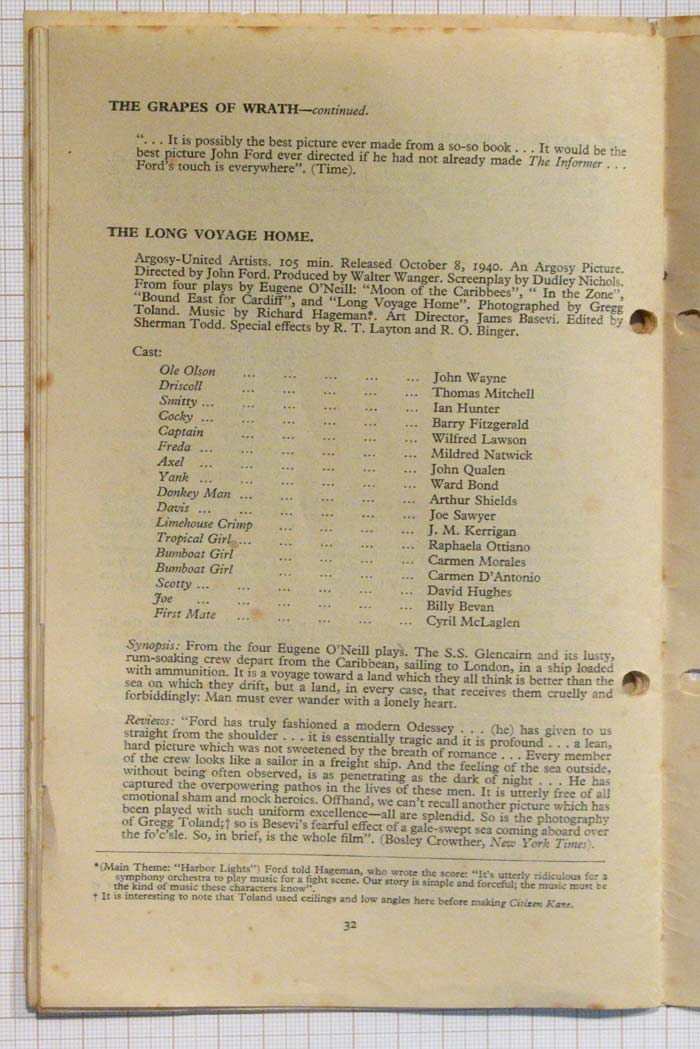 THE GRAPES OF WRATH—continued.
“. . . It is possibly the best picture ever made from a so-so book . . . It would be the
best picture John Ford ever directed if he had not already made The Informer . . .
Ford's touch is everywhere”. (Time).
THE LONG VOYAGE HOME.
Argosy-United Artists. 105 min. Released October 8, 1940. An Argosy Picture.
Directed by John Ford. Produced by Walter Wanger. Screenplay by Dudley Nichols.
From four plays by Eugene O'Neill: “Moon of the Caribbees”, “ In the Zone”,
“Bound East for Cardiff”, and “Long Voyage Home”. Photographed by Gregg
Toland. Music by Richard Hageman*. Art Director, James Basevi. Edited by
Sherman Todd. Special effects by R. T. Layton and R. O. Binger.
Cast:
Ole Olson ... ... ... ... ... John Wayne
Driscoll ... ... ... ... ... Thomas Mitchell
Smitty ... ... ... ... ... ... Ian Hunter
Cocky ... ... ... ... ... ... Barry Fitzgerald
Captain ... ... ... ... ... Wilfred Lawson
Freda ... ... ... ... ... ... Mildred Natwick
Axel ... ... ... ... ... ... John Qualen
Yank ... ... ... ... ... ... Ward Bond
Donkey Man ... ... ... ... ... Arthur Shields
Davis ... ... ... ... ... ... Joe Sawyer
Limehouse Crimp ... ... ... ... J. M. Kerrigan
Tropical Girl ... ... ... ... ... Raphaela Ottiano
Bumboat Girl ... ... ... ... Carmen Morales
Bumboat Girl ... ... ... ... Carmen D'Antonio
Scotty ... ... ... ... ... ... David Hughes
Joe ... ... ... ... ... ... Billy Bevan
First Mate ... ... ... ... ... Cyril McLaglen
Synopsis: From the four Eugene O'Neill plays. The S.S. Glencairn and its lusty,
rum-soaking crew depart from the Caribbean, sailing to London, in a ship loaded
with ammunition. It is a voyage toward a land which they all think is better than the
sea on which they drift, but a land, in every case, that receives them cruelly and
forbiddingly: Man must ever wander with a lonely heart.
Reviews: “Ford has truly fashioned a modern Odessey . . . (he) has given to us
straight from the shoulder . . . it is essentially tragic and it is profound . . . a lean,
hard picture which was not sweetened by the breath of romance . . . Every member
of the crew looks like a sailor in a freight ship. And the feeling of the sea outside,
without being often observed, is as penetrating as the dark of night . . . He has
captured the overpowering pathos in the lives of these men. It is utterly free of all
emotional sham and mock heroics. Offhand, we can't recall another picture which has
been played with such uniform excellence—all are splendid. So is the photography
of Gregg Toland;† so is Besevi's fearful effect of a gale-swept sea coming aboard over
the fo'c'sle. So, in brief, is the whole film”. (Bosley Crowther, New York Times).
*(Main Theme: “Harbor Lights”) Ford told Hageman, who wrote the score: “It's utterly ridiculous for a
symphony orchestra to play music for a fight scene. Our story is simple and forceful; the music must be
the kind of music these characters know”.
† It is interesting to note that Toland used ceilings and low angles here before making Citizen Kane.
32